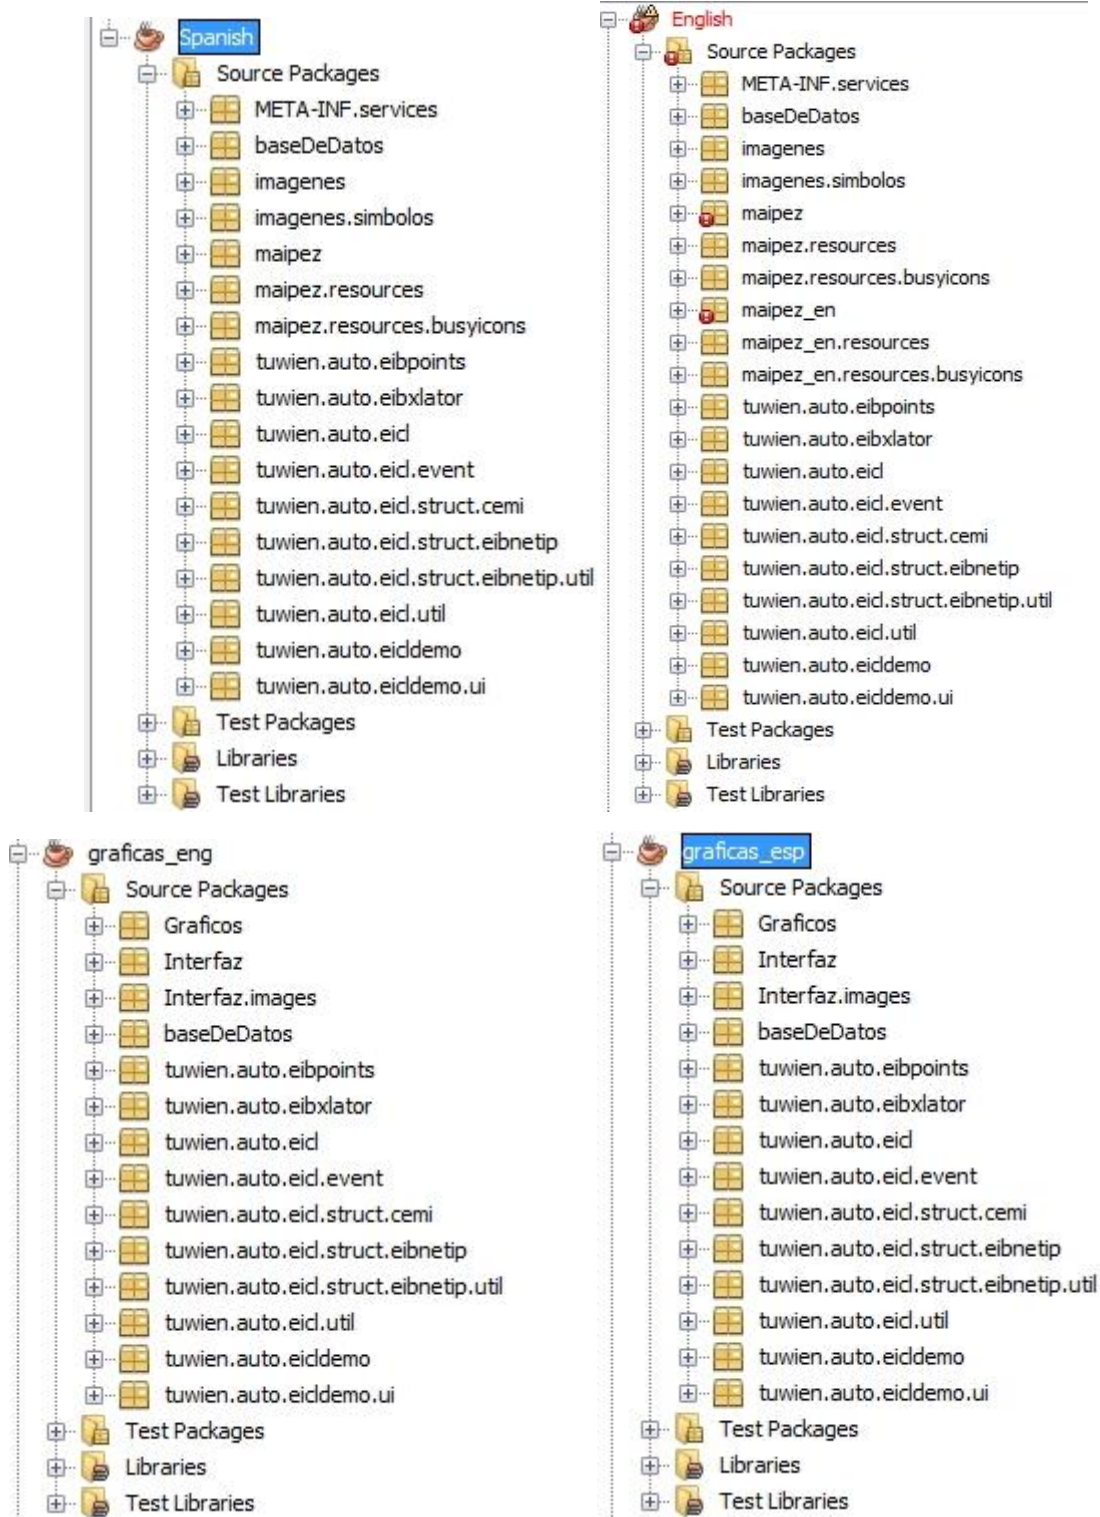 Spanish
Source Packages
META-INF.services
baseDeDatos
imagenes
imagenes.simbolos
maipez
maipez.resources
maipez.resources.busyicons
tuwien.auto.eibpoints
tuwien.auto.eibxlator
tuwien.auto.eicl
tuwien.auto.eicl.event
tuwien.auto.eicl.struct.cemi
tuwien.auto.eicl.struct.eibnetip
tuwien.auto.eicl.struct.eibnetip.util
tuwien.auto.eicl.util
tuwien.auto.eicldemo
tuwien.auto.eicldemo.ui
Test Packages
Libraries
Test Libraries
English
Source Packages
META-INF.services
baseDeDatos
imagenes
imagenes.simbolos
maipez
maipez.resources
maipez.resources.busyicons
maipez_en
maipez_en.resources
maipez_en.resources.busyicons
tuwien.auto.eibpoints
tuwien.auto.eibxlator
tuwien.auto.eicl
tuwien.auto.eicl.event
tuwien.auto.eicl.struct.cemi
tuwien.auto.eicl.struct.eibnetip
tuwien.auto.eicl.struct.eibnetip.util
tuwien.auto.eicl.util
tuwien.auto.eicldemo
tuwien.auto.eicldemo.ui
Test Packages
Libraries
Test Libraries
graficas_eng
Source Packages
Graficos
Interfaz
Interfaz.images
baseDeDatos
tuwien.auto.eibpoints
tuwien.auto.eibxlator
tuwien.auto.eicl
tuwien.auto.eicl.event
tuwien.auto.eicl.struct.cemi
tuwien.auto.eicl.struct.eibnetip
tuwien.auto.eicl.struct.eibnetip.util
tuwien.auto.eicl.util
tuwien.auto.eicldemo
tuwien.auto.eicldemo.ui
Test Packages
Libraries
Test Libraries
graficas_esp
Source Packages
Graficos
Interfaz
Interfaz.images
baseDeDatos
tuwien.auto.eibpoints
tuwien.auto.eibxlator
tuwien.auto.eicl
tuwien.auto.eicl.event
tuwien.auto.eicl.struct.cemi
tuwien.auto.eicl.struct.eibnetip
tuwien.auto.eicl.struct.eibnetip.util
tuwien.auto.eicl.util
tuwien.auto.eicldemo
tuwien.auto.eicldemo.ui
Test Packages
Libraries
Test Libraries